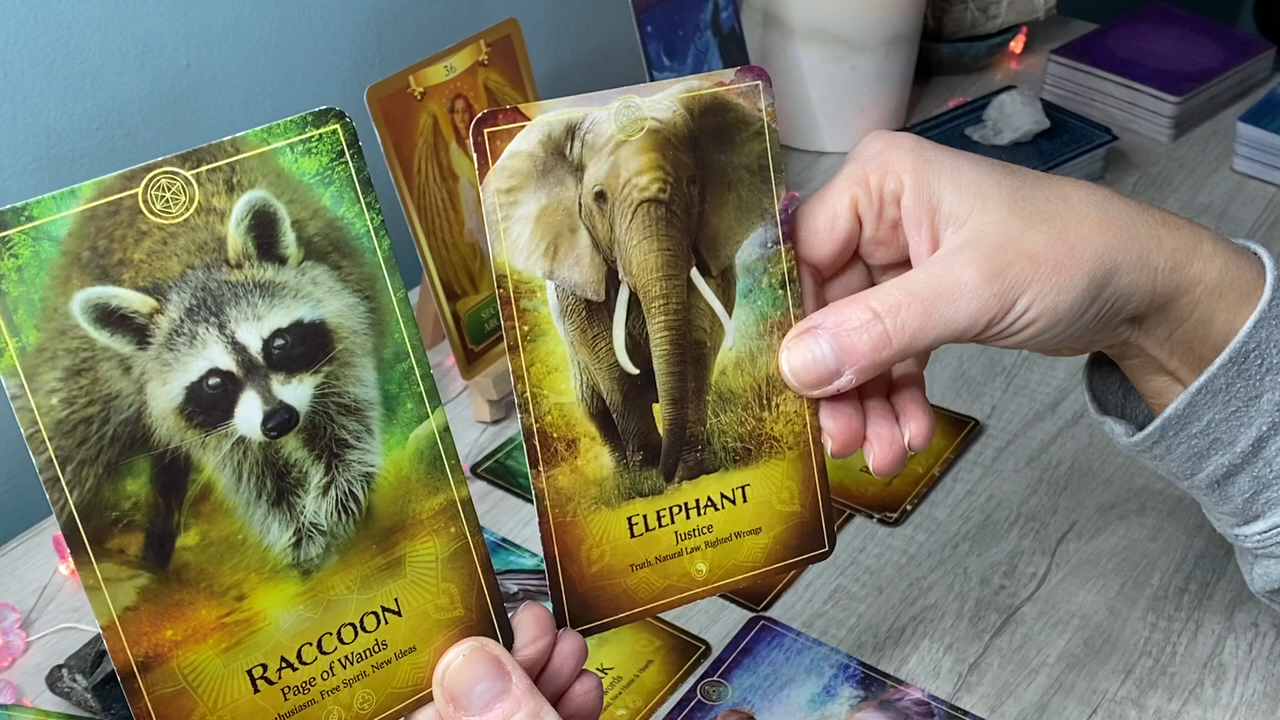 36
RACCOON
Page of Wands
Free Spirit, New Ideas
ELEPHANT
Justice
Truth, Natural Law, Righted Wrongs